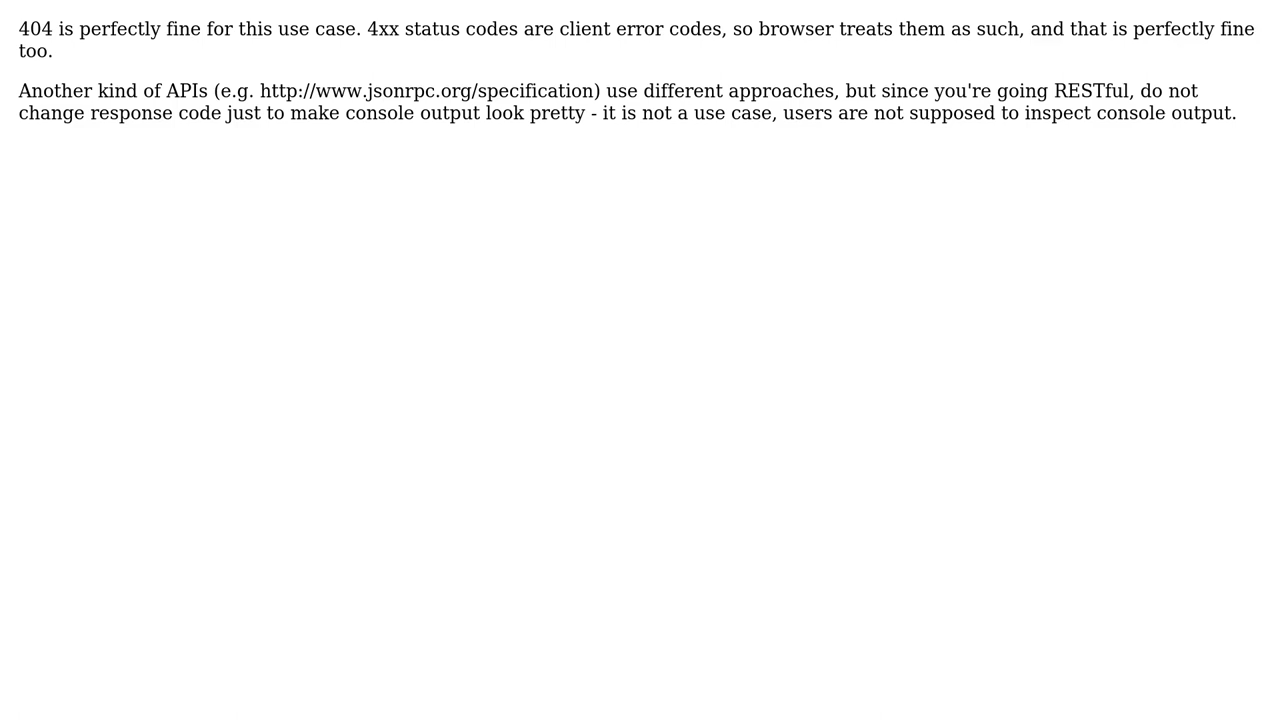 404 is perfectly fine for this use case. 4xx status codes are client error codes, so browser treats them as such, and that is perfectly fine
too.
Another kind of APIs (e.g. http://www.jsonrpc.org/specification) use different approaches, but since you're going RESTful, do not
change response code just to make console output look pretty - it is not a use case, users are not supposed to inspect console output.